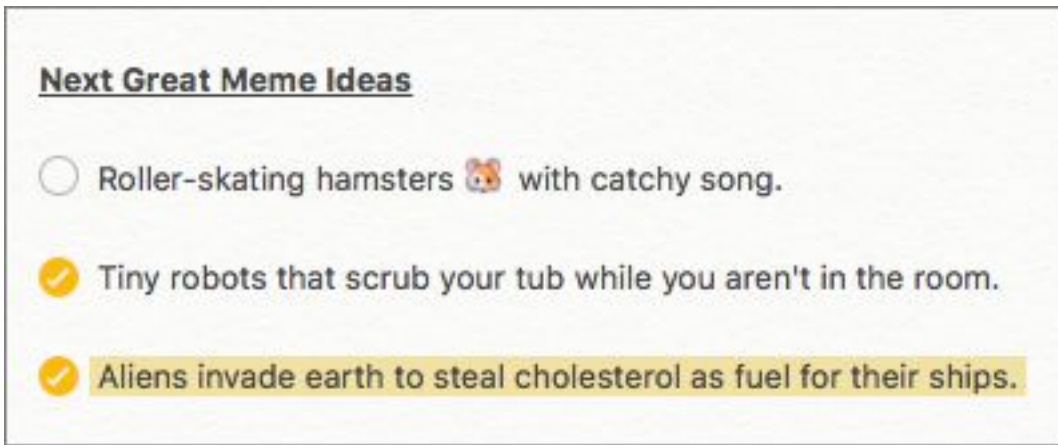 Next Great Meme Ideas
Roller-skating hamsters 🐹 with catchy song.
Tiny robots that scrub your tub while you aren't in the room.
Aliens invade earth to steal cholesterol as fuel for their ships.